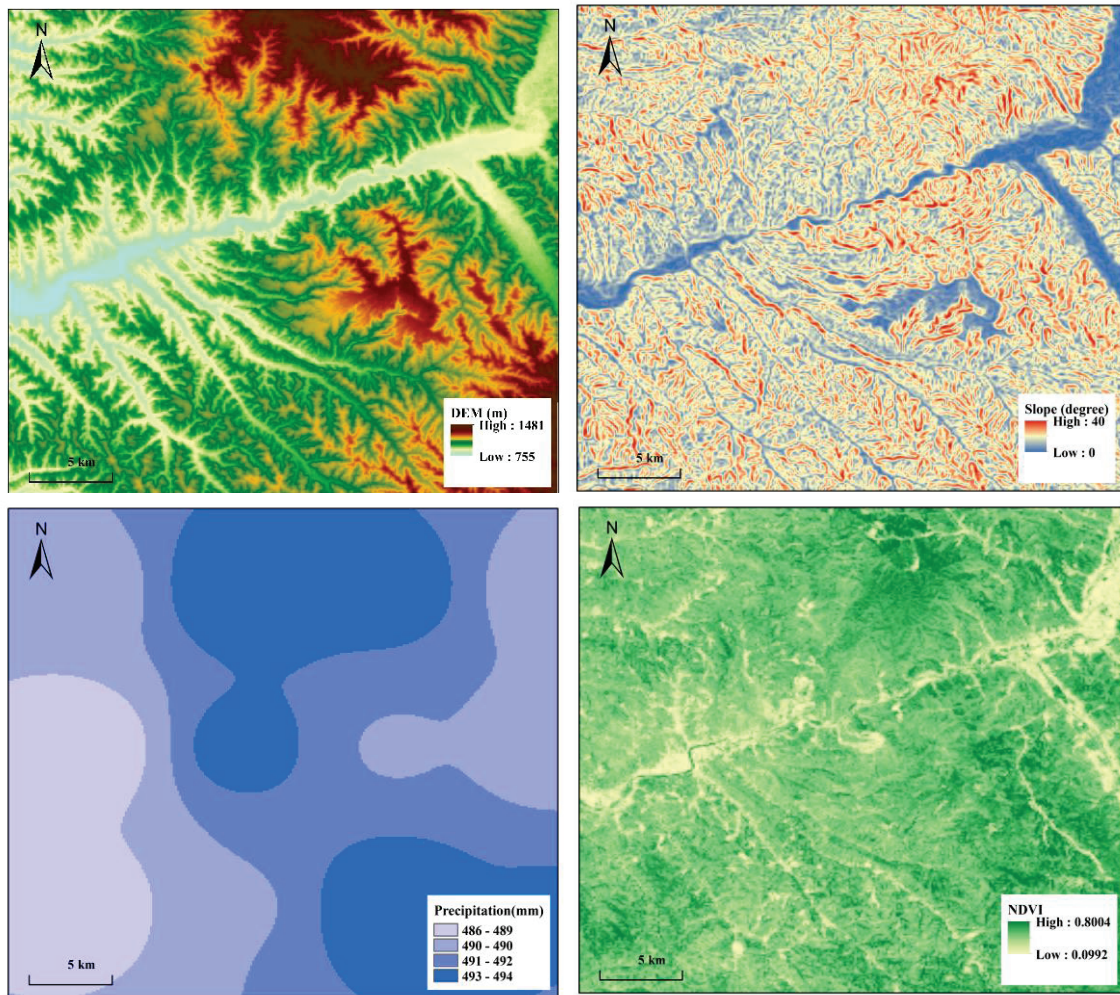 N
DEM (m)
High : 1481
Low : 755
5 km
N
Slope (degree)
High : 40
Low : 0
5 km
N
Precipitation(mm)
486 - 489
490 - 490
491 - 492
493 - 494
5 km
N
NDVI
High : 0.8004
Low : 0.0992
5 km